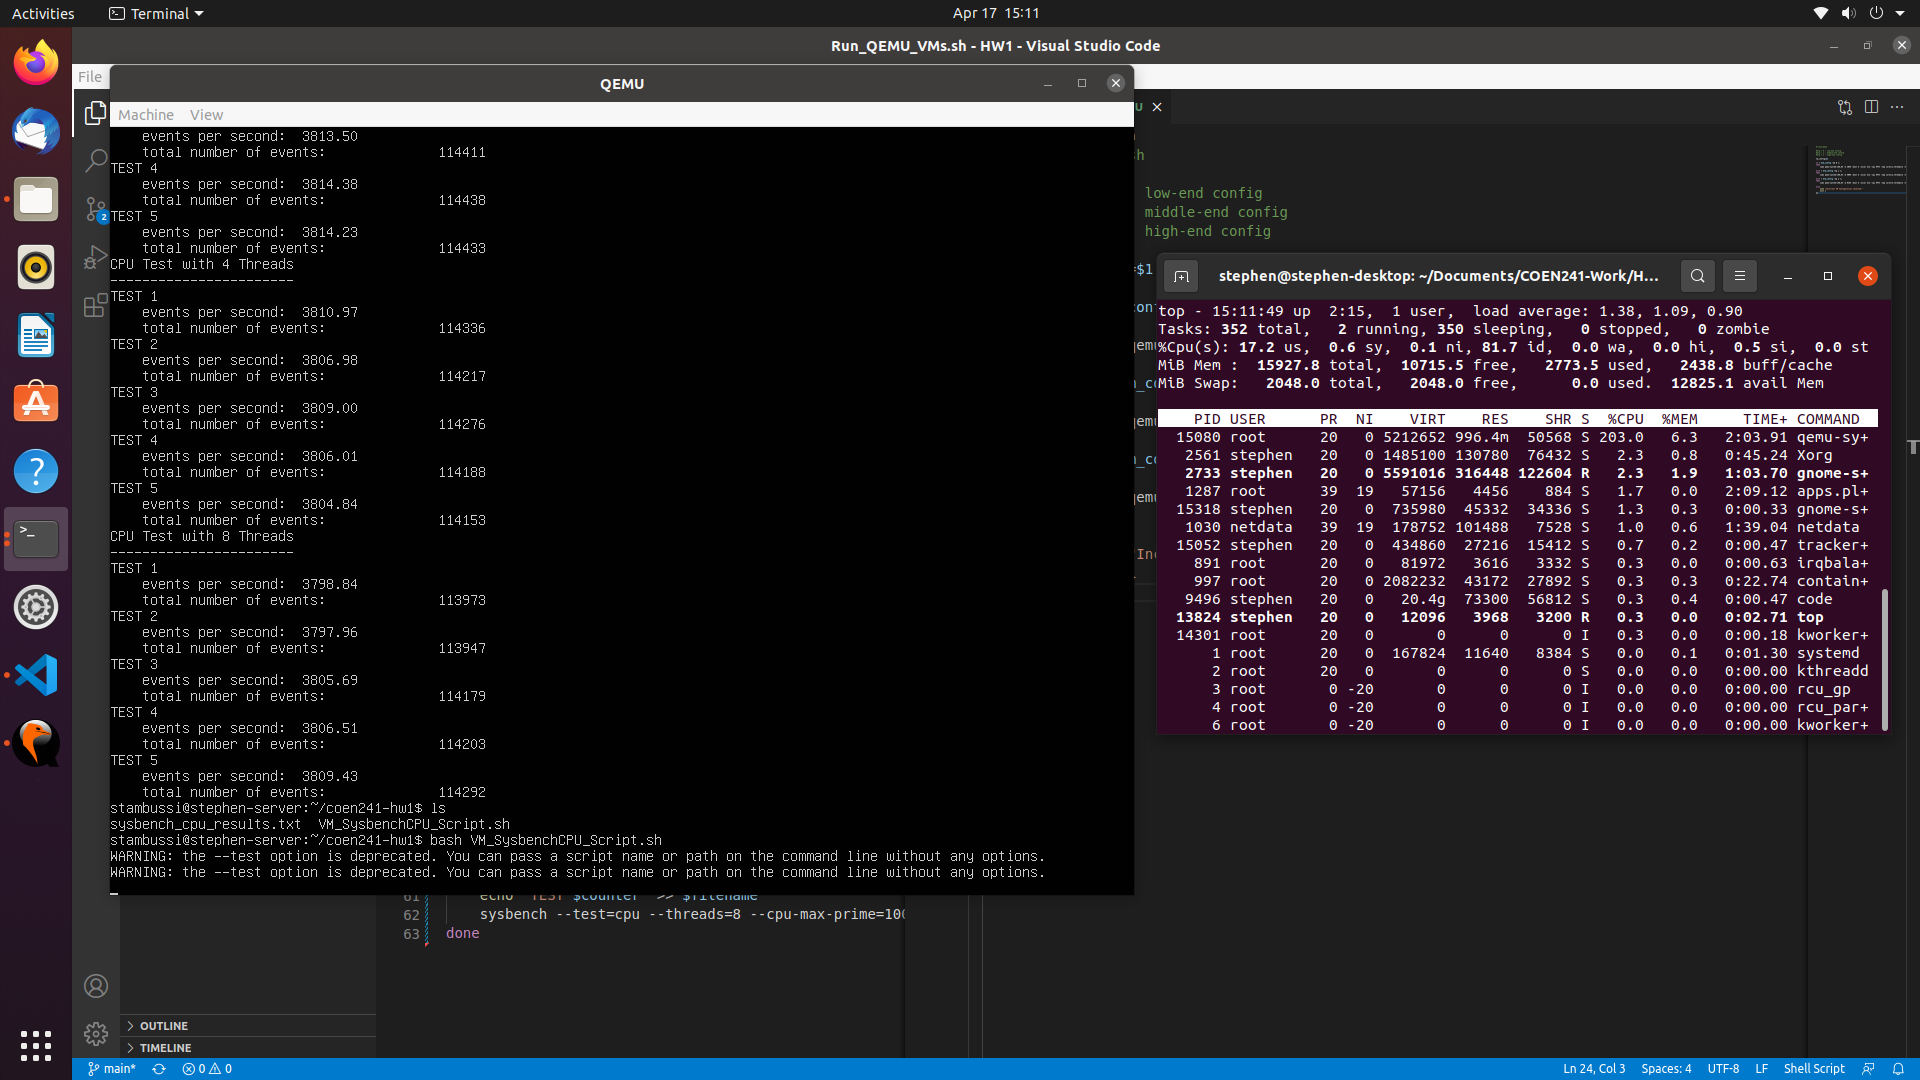 Activities
Terminal
Apr 17  15:11
Run_QEMU_VMs.sh - HW1 - Visual Studio Code
File
QEMU
Machine
View
events per second:  3813.50
total number of events:              114411
TEST 4
events per second:  3814.38
total number of events:              114438
TEST 5
events per second:  3814.23
total number of events:              114433
CPU Test with 4 Threads
-----------------------
TEST 1
events per second:  3810.97
total number of events:              114336
TEST 2
events per second:  3806.98
total number of events:              114217
TEST 3
events per second:  3809.00
total number of events:              114276
TEST 4
events per second:  3806.01
total number of events:              114188
TEST 5
events per second:  3804.84
total number of events:              114153
CPU Test with 8 Threads
-----------------------
TEST 1
events per second:  3798.84
total number of events:              113973
TEST 2
events per second:  3797.96
total number of events:              113947
TEST 3
events per second:  3805.69
total number of events:              114179
TEST 4
events per second:  3806.51
total number of events:              114203
TEST 5
events per second:  3809.43
total number of events:              114292
stambussi@stephen-server:~/coen241-hw1$ ls
sysbench_cpu_results.txt  VM_SysbenchCPU_Script.sh
stambussi@stephen-server:~/coen241-hw1$ bash VM_SysbenchCPU_Script.sh
WARNING: the --test option is deprecated. You can pass a script name or path on the command line without any options.
WARNING: the --test option is deprecated. You can pass a script name or path on the command line without any options.
U
sh
low-end config
middle-end config
high-end config
=$1
stephen@stephen-desktop: ~/Documents/COEN241-Work/H...
top - 15:11:49 up  2:15,  1 user,  load average: 1.38, 1.09, 0.90
Tasks: 352 total,   2 running, 350 sleeping,   0 stopped,   0 zombie
%Cpu(s): 17.2 us,  0.6 sy,  0.1 ni, 81.7 id,  0.0 wa,  0.0 hi,  0.5 si,  0.0 st
MiB Mem :  15927.8 total,  10715.5 free,   2773.5 used,   2438.8 buff/cache
MiB Swap:   2048.0 total,   2048.0 free,      0.0 used.  12825.1 avail Mem
PID USER      PR  NI    VIRT    RES    SHR S  %CPU  %MEM     TIME+ COMMAND
15080 root      20   0 5212652 996.4m  50568 S 203.0   6.3   2:03.91 qemu-sy+
2561 stephen   20   0 1485100 130780  76432 S   2.3   0.8   0:45.24 Xorg
2733 stephen   20   0 5591016 316448 122604 R   2.3   1.9   1:03.70 gnome-s+
1287 root      39  19   57156   4456    884 S   1.7   0.0   2:09.12 apps.pl+
15318 stephen   20   0  735980  45332  34336 S   1.3   0.3   0:00.33 gnome-s+
1030 netdata   39  19  178752 101488   7528 S   1.0   0.6   1:39.04 netdata
15052 stephen   20   0  434860  27216  15412 S   0.7   0.2   0:00.47 tracker+
891 root      20   0   81972   3616   3332 S   0.3   0.0   0:00.63 irqbala+
997 root      20   0 2082232  43172  27892 S   0.3   0.3   0:22.74 contain+
9496 stephen   20   0   20.4g  73300  56812 S   0.3   0.4   0:00.47 code
13824 stephen   20   0   12096   3968   3200 R   0.3   0.0   0:02.71 top
14301 root      20   0       0      0      0 I   0.3   0.0   0:00.18 kworker+
1 root      20   0  167824  11640   8384 S   0.0   0.1   0:01.30 systemd
2 root      20   0       0      0      0 S   0.0   0.0   0:00.00 kthreadd
3 root       0 -20       0      0      0 I   0.0   0.0   0:00.00 rcu_gp
4 root       0 -20       0      0      0 I   0.0   0.0   0:00.00 rcu_par+
6 root       0 -20       0      0      0 I   0.0   0.0   0:00.00 kworker+
2
62 sysbench --test=cpu --threads=8 --cpu-max-prime=100
63 done
OUTLINE
TIMELINE
main*
0
0
Ln 24, Col 3
Spaces: 4
UTF-8
LF
Shell Script